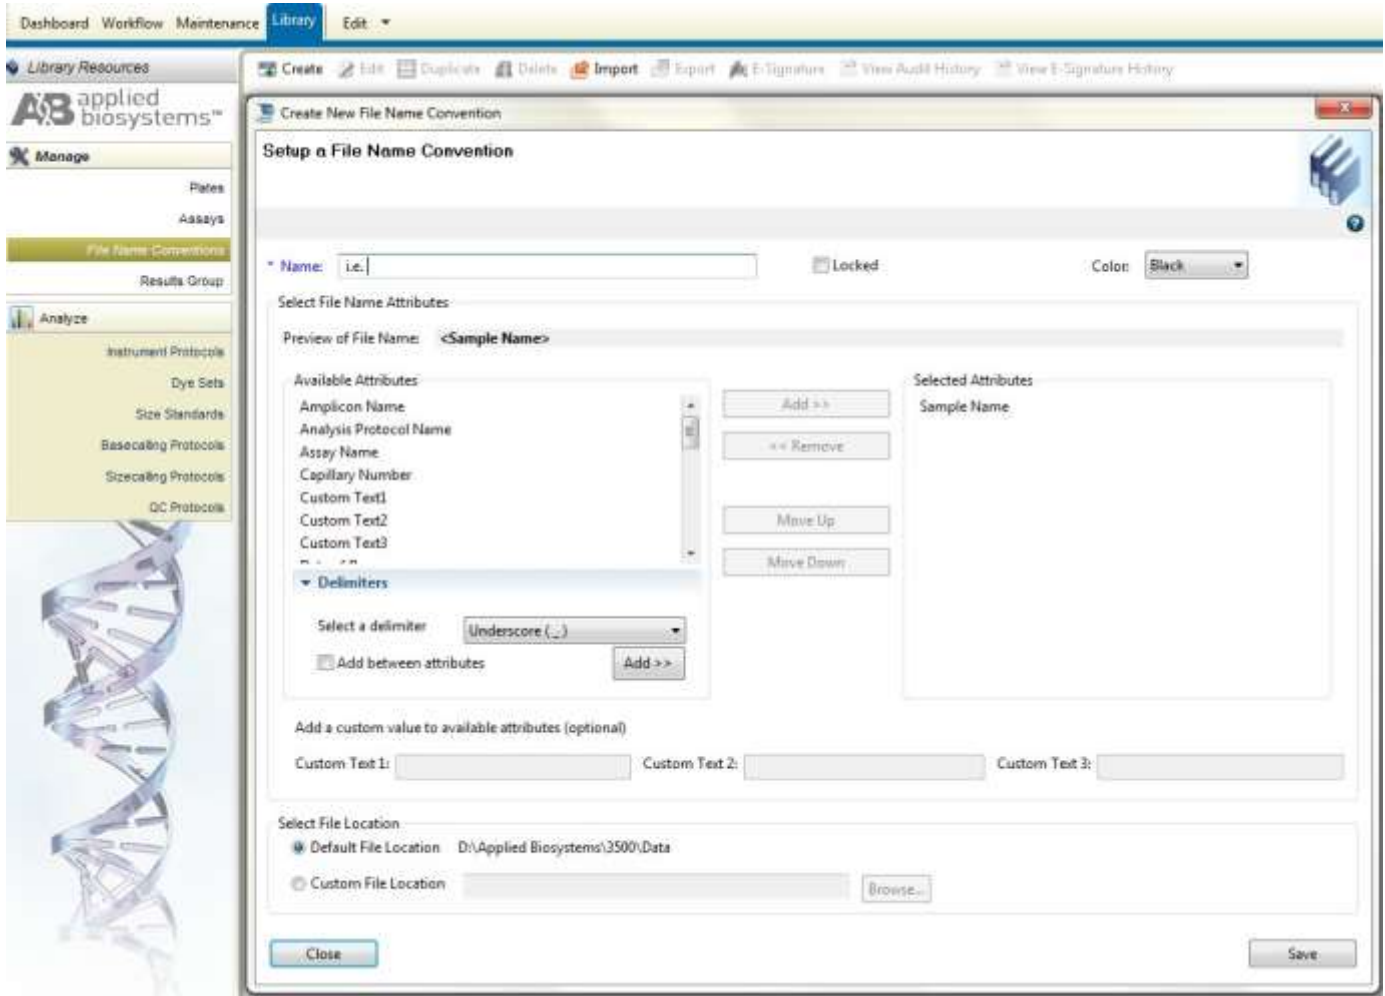 Dashboard Workflow Maintenance Library Edit
Library Resources
Create Edit Duplicate Delete Import Export E-Signature View Audit History View E-Signature History
AB applied
biosystems™
Create New File Name Convention
Setup a File Name Convention
Manage
Plates
Assays
File Name Conventions
Results Group
Analyze
Instrument Protocols
Dye Sets
Size Standards
Basecalling Protocols
Sizecalling Protocols
QC Protocols
* Name: i.e. Locked Color: Black
Select File Name Attributes
Preview of File Name: <Sample Name>
Available Attributes
Amplicon Name
Analysis Protocol Name
Assay Name
Capillary Number
Custom Text1
Custom Text2
Custom Text3
Add >>
<< Remove
Move Up
Move Down
Selected Attributes
Sample Name
Delimiters
Select a delimiter Underscore ( _ )
Add between attributes Add >>
Add a custom value to available attributes (optional)
Custom Text 1: Custom Text 2: Custom Text 3:
Select File Location
Default File Location D:\Applied Biosystems\3500\Data
Custom File Location Browse...
Close Save